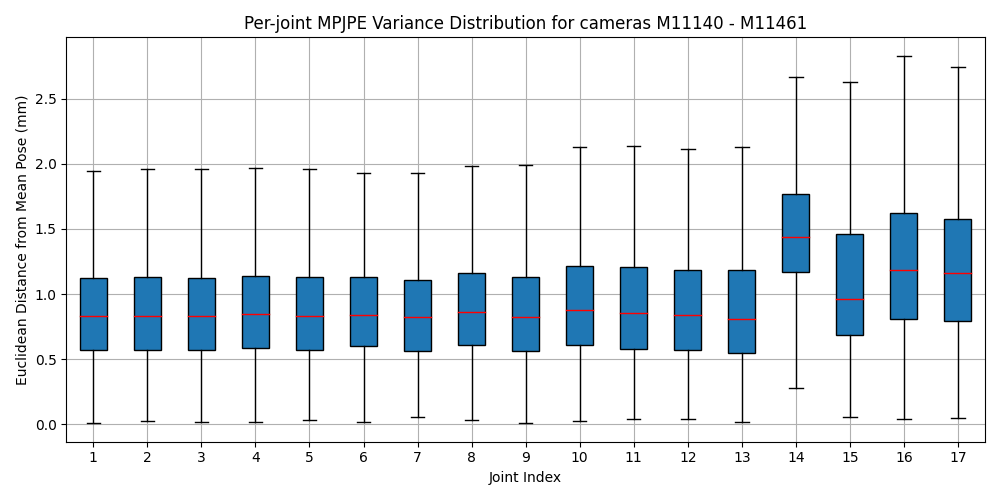 Per-joint MPJPE Variance Distribution for cameras M11140 - M11461
Euclidean Distance from Mean Pose (mm)
2.5
2.0
1.5
1.0
0.5
0.0
1 2 3 4 5 6 7 8 9 10 11 12 13 14 15 16 17
Joint Index